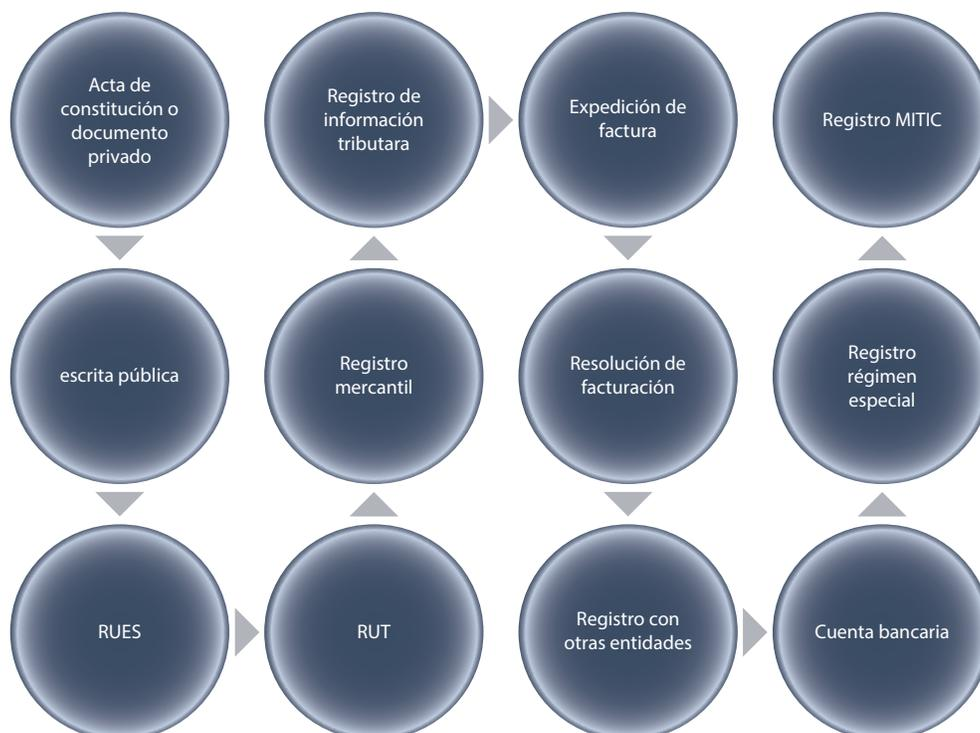 Acta de
constitución o
documento
privado
escrita pública
RUES
RUT
Registro
mercantil
Registro de
información
tributara
Expedición de
factura
Resolución de
facturación
Registro con
otras entidades
Cuenta bancaria
Registro
régimen
especial
Registro MITIC